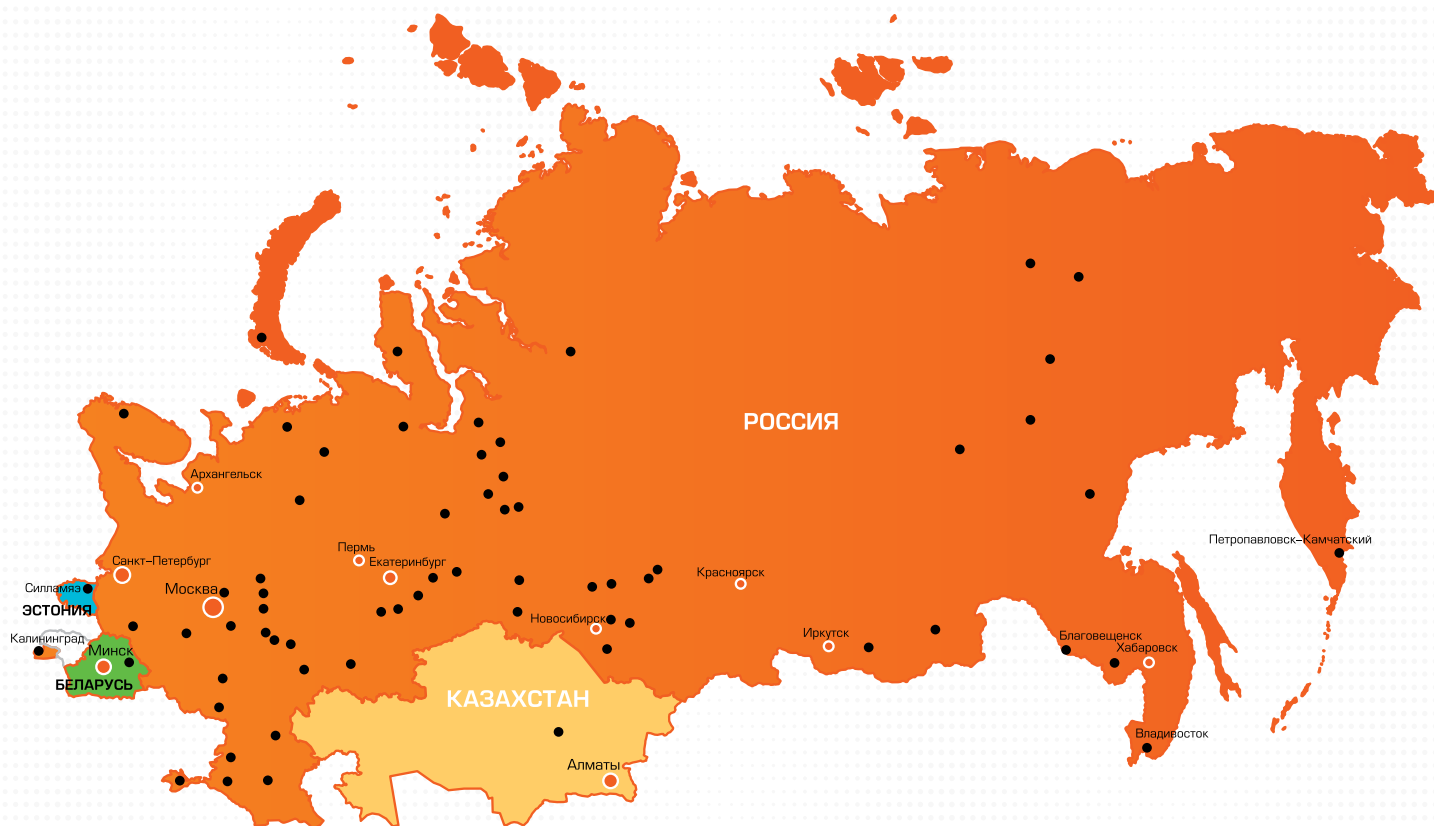 РОССИЯ
Архангельск
Петропавловск–Камчатский
Пермь
Санкт–Петербург
Екатеринбург
Красноярск
Силламяэ
Москва
ЭСТОНИЯ
Новосибирск
Иркутск
Благовещенск
Калининград
Хабаровск
Минск
БЕЛАРУСЬ
КАЗАХСТАН
Владивосток
Алматы